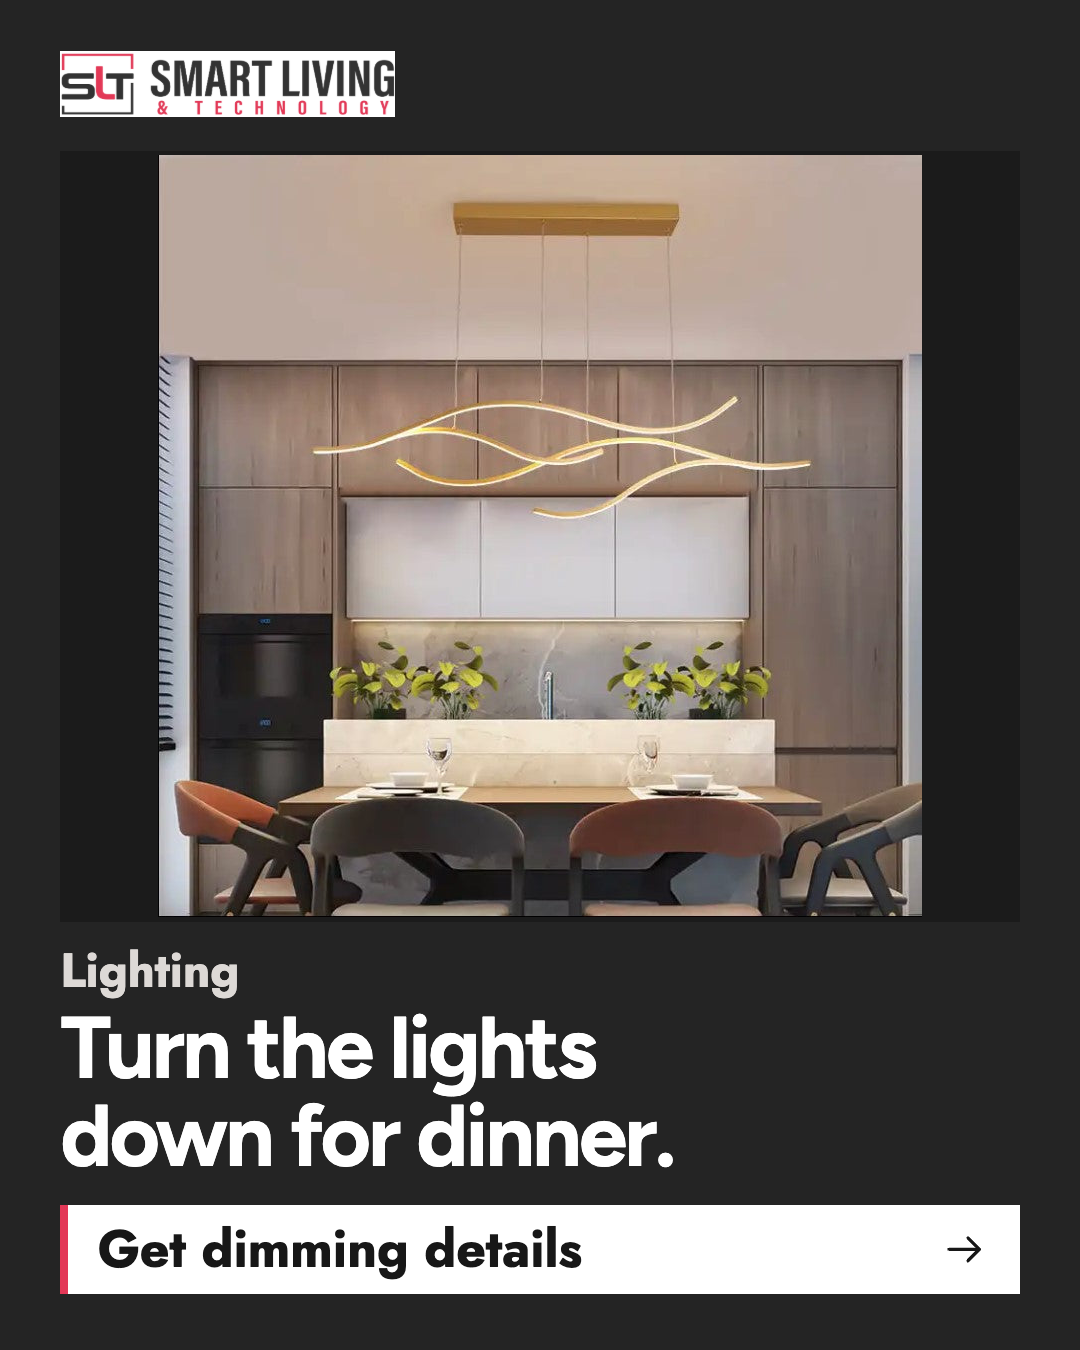 SLT SMART LIVING
& TECHNOLOGY
Lighting
Turn the lights
down for dinner.
Get dimming details →